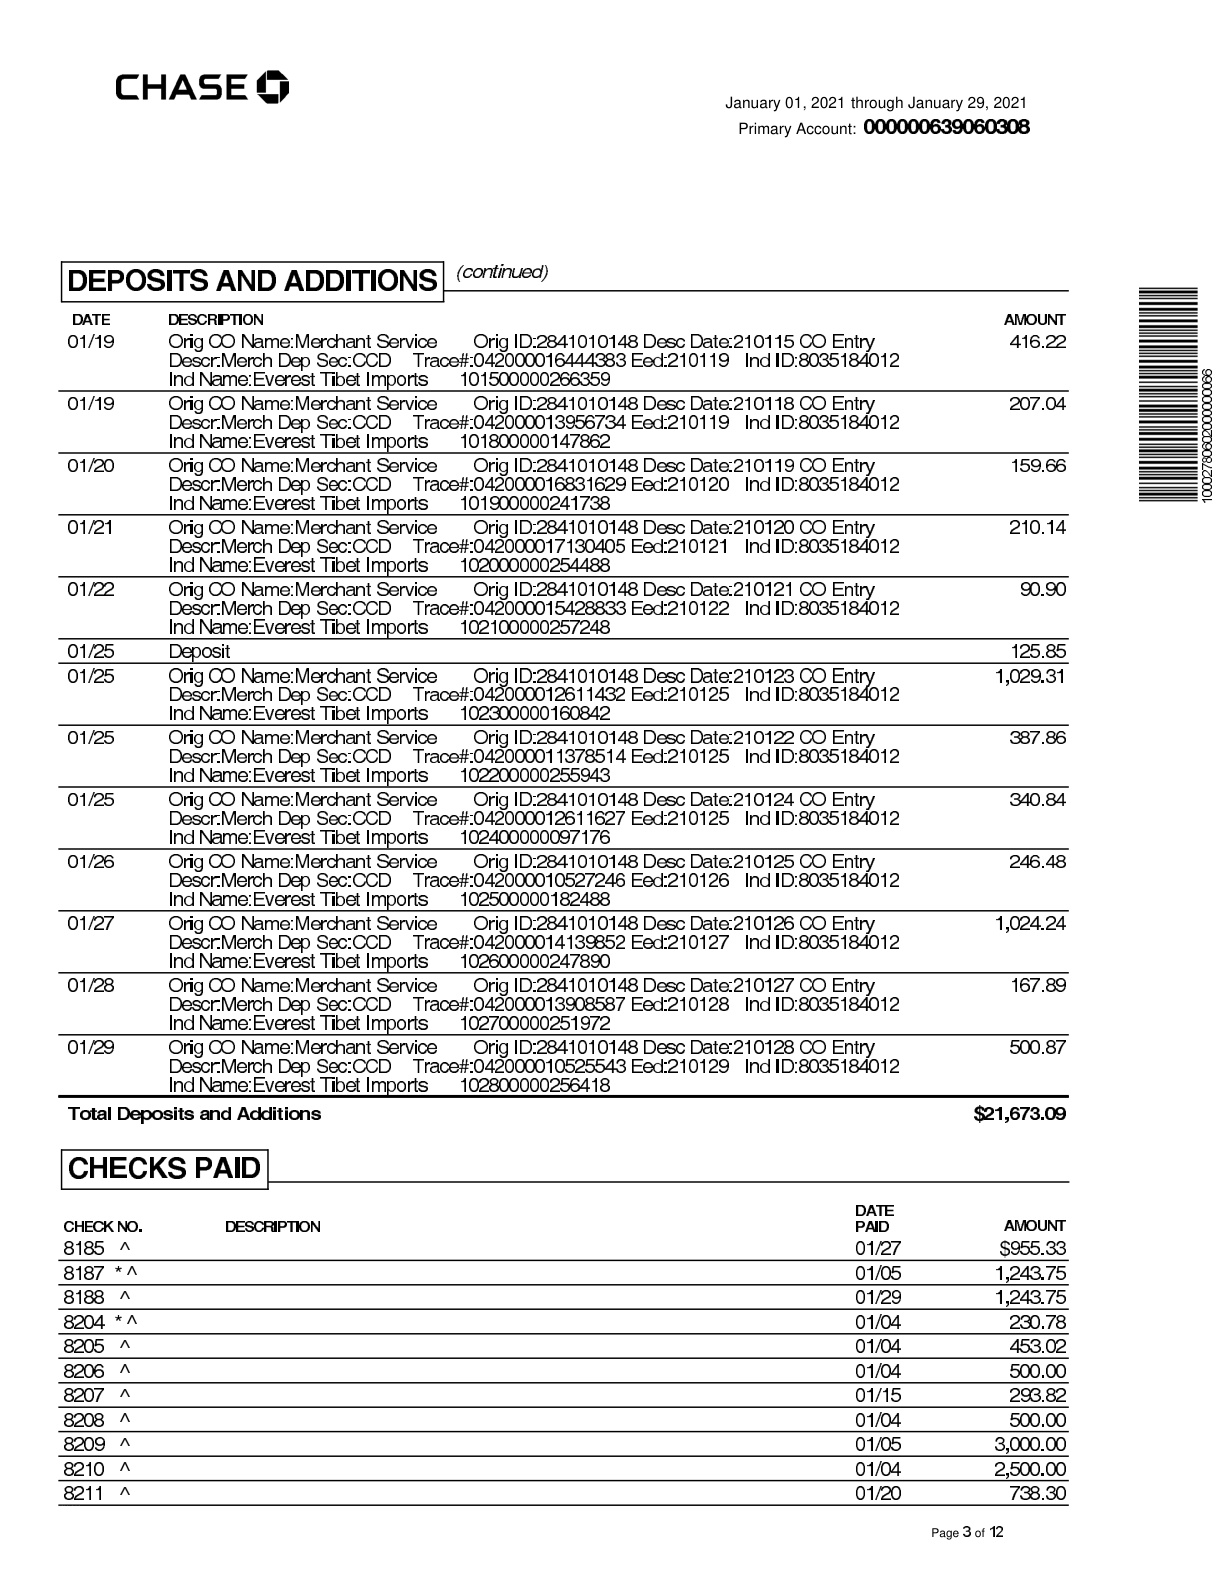 CHASE
January 01, 2021 through January 29, 2021
Primary Account: 000000639060308
DEPOSITS AND ADDITIONS (continued)
DATE DESCRIPTION AMOUNT
01/19 Orig CO Name:Merchant Service Orig ID:2841010148 Desc Date:210115 CO Entry 416.22
Descr:Merch Dep Sec:CCD Trace#:042000016444383 Eed:210119 Ind ID:8035184012
Ind Name:Everest Tibet Imports 101500000266359
01/19 Orig CO Name:Merchant Service Orig ID:2841010148 Desc Date:210118 CO Entry 207.04
Descr:Merch Dep Sec:CCD Trace#:042000013956734 Eed:210119 Ind ID:8035184012
Ind Name:Everest Tibet Imports 101800000147862
01/20 Orig CO Name:Merchant Service Orig ID:2841010148 Desc Date:210119 CO Entry 159.66
Descr:Merch Dep Sec:CCD Trace#:042000016831629 Eed:210120 Ind ID:8035184012
Ind Name:Everest Tibet Imports 101900000241738
01/21 Orig CO Name:Merchant Service Orig ID:2841010148 Desc Date:210120 CO Entry 210.14
Descr:Merch Dep Sec:CCD Trace#:042000017130405 Eed:210121 Ind ID:8035184012
Ind Name:Everest Tibet Imports 102000000254488
01/22 Orig CO Name:Merchant Service Orig ID:2841010148 Desc Date:210121 CO Entry 90.90
Descr:Merch Dep Sec:CCD Trace#:042000015428833 Eed:210122 Ind ID:8035184012
Ind Name:Everest Tibet Imports 102100000257248
01/25 Deposit 125.85
01/25 Orig CO Name:Merchant Service Orig ID:2841010148 Desc Date:210123 CO Entry 1,029.31
Descr:Merch Dep Sec:CCD Trace#:042000012611432 Eed:210125 Ind ID:8035184012
Ind Name:Everest Tibet Imports 102300000160842
01/25 Orig CO Name:Merchant Service Orig ID:2841010148 Desc Date:210122 CO Entry 387.86
Descr:Merch Dep Sec:CCD Trace#:042000011378514 Eed:210125 Ind ID:8035184012
Ind Name:Everest Tibet Imports 102200000255943
01/25 Orig CO Name:Merchant Service Orig ID:2841010148 Desc Date:210124 CO Entry 340.84
Descr:Merch Dep Sec:CCD Trace#:042000012611627 Eed:210125 Ind ID:8035184012
Ind Name:Everest Tibet Imports 102400000097176
01/26 Orig CO Name:Merchant Service Orig ID:2841010148 Desc Date:210125 CO Entry 246.48
Descr:Merch Dep Sec:CCD Trace#:042000010527246 Eed:210126 Ind ID:8035184012
Ind Name:Everest Tibet Imports 102500000182488
01/27 Orig CO Name:Merchant Service Orig ID:2841010148 Desc Date:210126 CO Entry 1,024.24
Descr:Merch Dep Sec:CCD Trace#:042000014139852 Eed:210127 Ind ID:8035184012
Ind Name:Everest Tibet Imports 102600000247890
01/28 Orig CO Name:Merchant Service Orig ID:2841010148 Desc Date:210127 CO Entry 167.89
Descr:Merch Dep Sec:CCD Trace#:042000013908587 Eed:210128 Ind ID:8035184012
Ind Name:Everest Tibet Imports 102700000251972
01/29 Orig CO Name:Merchant Service Orig ID:2841010148 Desc Date:210128 CO Entry 500.87
Descr:Merch Dep Sec:CCD Trace#:042000010525543 Eed:210129 Ind ID:8035184012
Ind Name:Everest Tibet Imports 102800000256418
Total Deposits and Additions $21,673.09
CHECKS PAID
CHECK NO. DESCRIPTION DATE PAID AMOUNT
8185 ^ 01/27 $955.33
8187 * ^ 01/05 1,243.75
8188 ^ 01/29 1,243.75
8204 * ^ 01/04 230.78
8205 ^ 01/04 453.02
8206 ^ 01/04 500.00
8207 ^ 01/15 293.82
8208 ^ 01/04 500.00
8209 ^ 01/05 3,000.00
8210 ^ 01/04 2,500.00
8211 ^ 01/20 738.30
Page 3 of 12